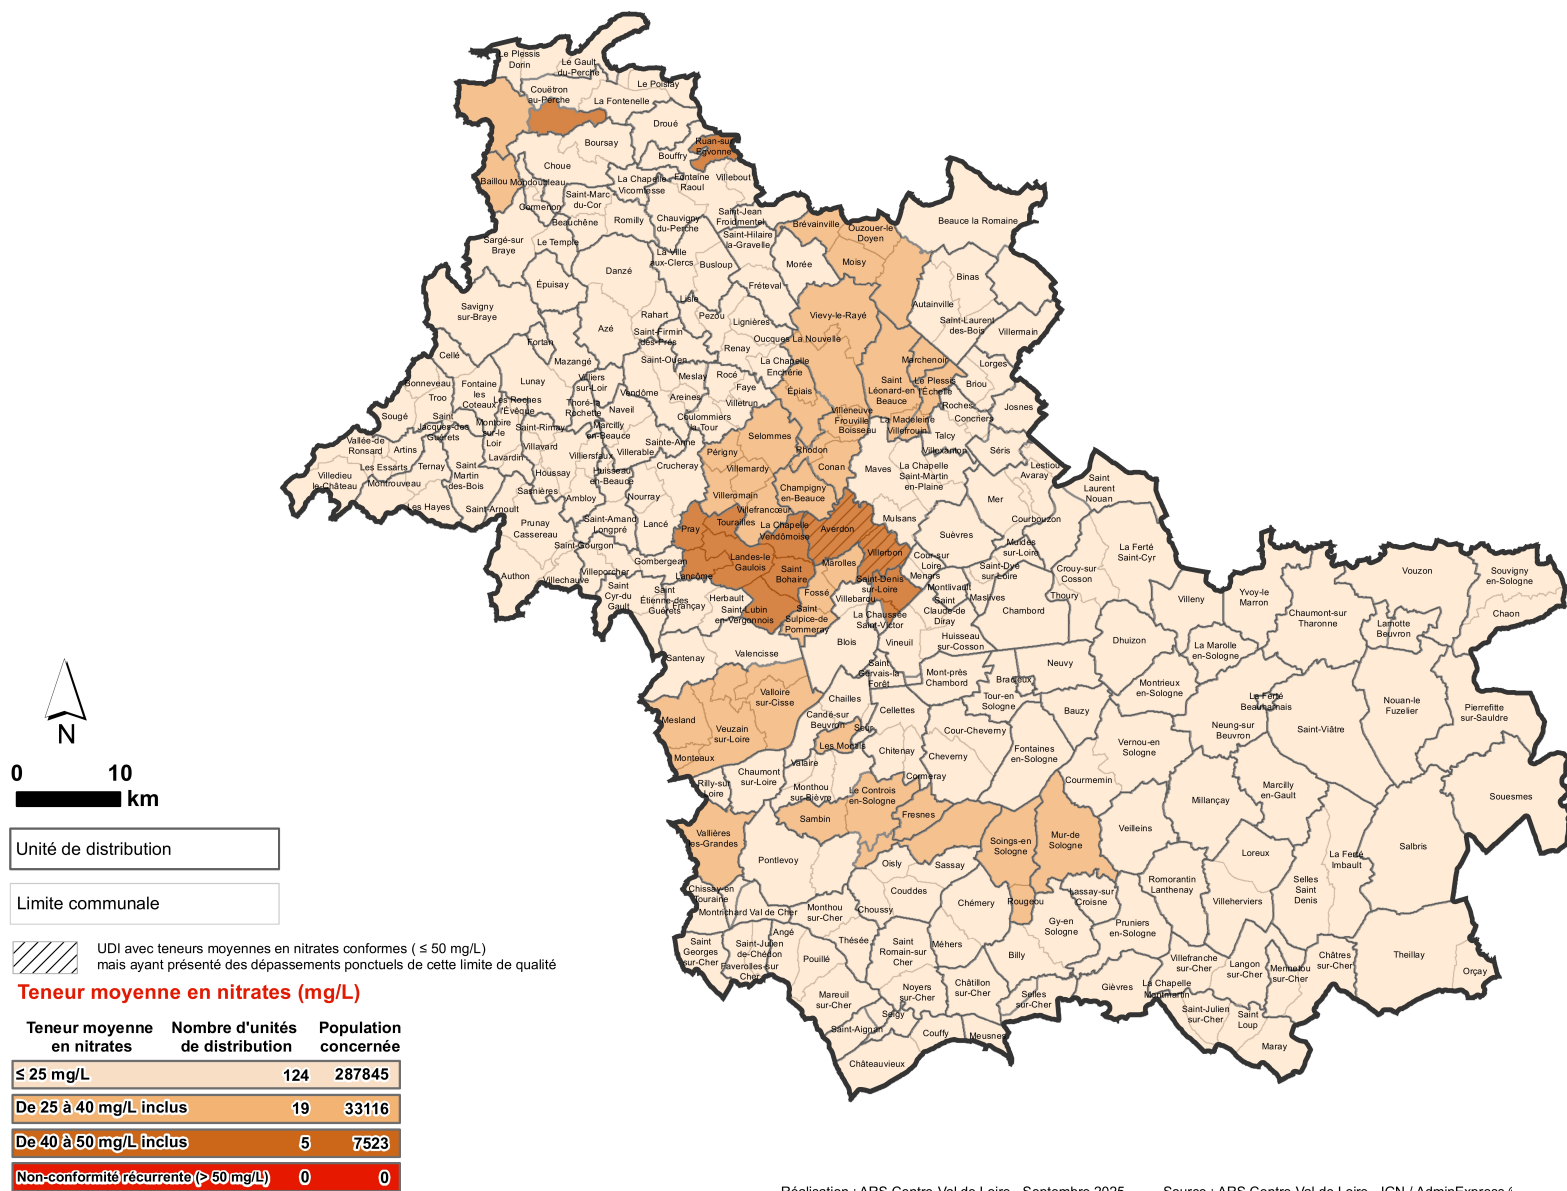 Le Plessis
Dorin
Le Gault
du-Perche
Le Poislay
Couëtron
au-Perche
La Fontenelle
Droué
Ruan-sur
Egvonne
Boursay
Bouffry
Choue
Baillou
Mondoubleau
La Chapelle
Vicomtesse
Fontaine
Raoul
Villebout
Saint-Marc
du-Cor
Cormenon
Beauchêne
Romilly
Chauvigny
du-Perche
Saint-Jean
Froidmentel
Saint-Hilaire
la-Gravelle
Brévainville
Ouzouer-le
Doyen
Beauce la Romaine
Sargé-sur
Braye
Le Temple
La Ville
aux-Clercs
Busloup
Morée
Moisy
Danzé
Binas
Épuisay
Fréteval
Savigny
sur-Braye
Lisle
Autainville
Rahart
Pezou
Lignières
Vievy-le-Rayé
Saint-Laurent
des-Bois
Villermain
Azé
Saint-Firmin
des-Prés
Fortan
Renay
Oucques La Nouvelle
Cellé
Mazangé
Saint-Ouen
La Chapelle
Enchérie
Marchenoir
Lorges
Bonneveau
Fontaine
les
Coteaux
Lunay
Villiers
sur-Loir
Meslay
Rocé
Faye
Épiais
Saint
Léonard-en
Beauce
Le Plessis
l'Échelle
Briou
Troo
Les Roches
l'Évêque
Thoré-la
Rochette
Vendôme
Naveil
Areines
Villetrun
Roches
Josnes
Sougé
Saint
Jacques-des
Guérets
Montoire
sur-le
Loir
Saint-Rimay
Marcilly
en-Beauce
Coulommiers
la-Tour
Villeneuve
Frouville
Boisseau
La Madeleine
Villefrouin
Concriers
Talcy
Vallée-de
Ronsard
Artins
Lavardin
Villavard
Villiersfaux
Villerable
Sainte-Anne
Selommes
Périgny
Rhodon
Villexanton
Séris
Villedieu
le-Château
Les Essarts
Montrouveau
Ternay
Saint
Martin
des-Bois
Houssay
Huisseau
en-Beauce
Crucheray
Villemardy
Conan
Maves
La Chapelle
Saint-Martin
en-Plaine
Lestiou
Avaray
Saint
Laurent
Nouan
Les Hayes
Saint-Arnoult
Sasnières
Ambloy
Nourray
Villeromain
Champigny
en-Beauce
Mer
Prunay
Cassereau
Saint-Amand
Longpré
Lancé
Villefrancœur
Pray
Tourailles
La Chapelle
Vendômoise
Averdon
Mulsans
Courbouzon
Suèvres
Saint-Gourgon
Gombergean
Landes-le
Gaulois
Villerbon
Cour-sur
Loire
Muides
sur-Loire
La Ferté
Saint-Cyr
Authon
Villechauve
Villeporcher
Lancôme
Saint
Bohaire
Marolles
Menars
Saint-Dyé
sur-Loire
Crouy-sur
Cosson
Vouzon
Souvigny
en-Sologne
Saint
Cyr-du
Gault
Saint
Étienne-des
Guérets
Françay
Herbault
Fossé
Villebarou
Saint-Denis
sur-Loire
Montlivault
Maslives
Thoury
Villeny
Yvoy-le
Marron
Chaumont-sur
Tharonne
Lamotte
Beuvron
Chaon
Saint-Lubin
en-Vergonnois
Saint
Sulpice-de
Pommeray
La Chaussée
Saint-Victor
Saint
Claude-de
Diray
Chambord
Santenay
Valencisse
Blois
Vineuil
Huisseau
sur-Cosson
Dhuizon
La Marolle
en-Sologne
Saint
Gervais-la
Forêt
Mont-près
Chambord
Bracieux
Neuvy
Montrieux
en-Sologne
La Ferté
Beauharnais
Nouan-le
Fuzelier
Pierrefitte
sur-Sauldre
Valloire
sur-Cisse
Chailles
Tour-en
Sologne
Bauzy
Mesland
Veuzain
sur-Loire
Candé-sur
Beuvron
Seur
Cellettes
Cour-Cheverny
Neung-sur
Beuvron
Saint-Viâtre
Monteaux
Les Montils
Chitenay
Cheverny
Fontaines
en-Sologne
Vernou-en
Sologne
Rilly-sur
Loire
Chaumont
sur-Loire
Valaire
Monthou
sur-Bièvre
Cormeray
Courmemin
Marcilly
en-Gault
Souesmes
Le Controis
en-Sologne
Millançay
Vallières
les-Grandes
Sambin
Fresnes
Soings-en
Sologne
Mur-de
Sologne
Veilleins
Salbris
Pontlevoy
Oisly
Sassay
Loreux
La Ferté
Imbault
Chissay-en
Touraine
Couddes
Rougeou
Lassay-sur
Croisne
Romorantin
Lanthenay
Villeherviers
Selles
Saint
Denis
Montrichard Val de Cher
Monthou
sur-Cher
Choussy
Chémery
Gy-en
Sologne
Pruniers
en-Sologne
Saint
Georges
sur-Cher
Saint-Julien
de-Chédon
Angé
Thésée
Saint
Romain-sur
Cher
Méhers
Billy
Faverolles-sur
Cher
Pouillé
Villefranche
sur-Cher
Langon
sur-Cher
Mennetou
sur-Cher
Châtres
sur-Cher
Theillay
Orçay
Mareuil
sur-Cher
Noyers
sur-Cher
Châtillon
sur-Cher
Selles
sur-Cher
Gièvres
La Chapelle
Montmartin
Saint-Aignan
Seigy
Couffy
Meusnes
Saint-Julien
sur-Cher
Saint
Loup
Maray
Châteauvieux
N
0 10
km
Unité de distribution
Limite communale
UDI avec teneurs moyennes en nitrates conformes ( ≤ 50 mg/L)
mais ayant présenté des dépassements ponctuels de cette limite de qualité
Teneur moyenne en nitrates (mg/L)
Teneur moyenne
en nitrates
Nombre d'unités
de distribution
Population
concernée
≤ 25 mg/L 124 287845
De 25 à 40 mg/L inclus 19 33116
De 40 à 50 mg/L inclus 5 7523
Non-conformité récurrente (> 50 mg/L) 0 0
Réalisation : ARS Centre-Val de Loire - Septembre 2025 Source : ARS Centre-Val de Loire - IGN / AdminExpress